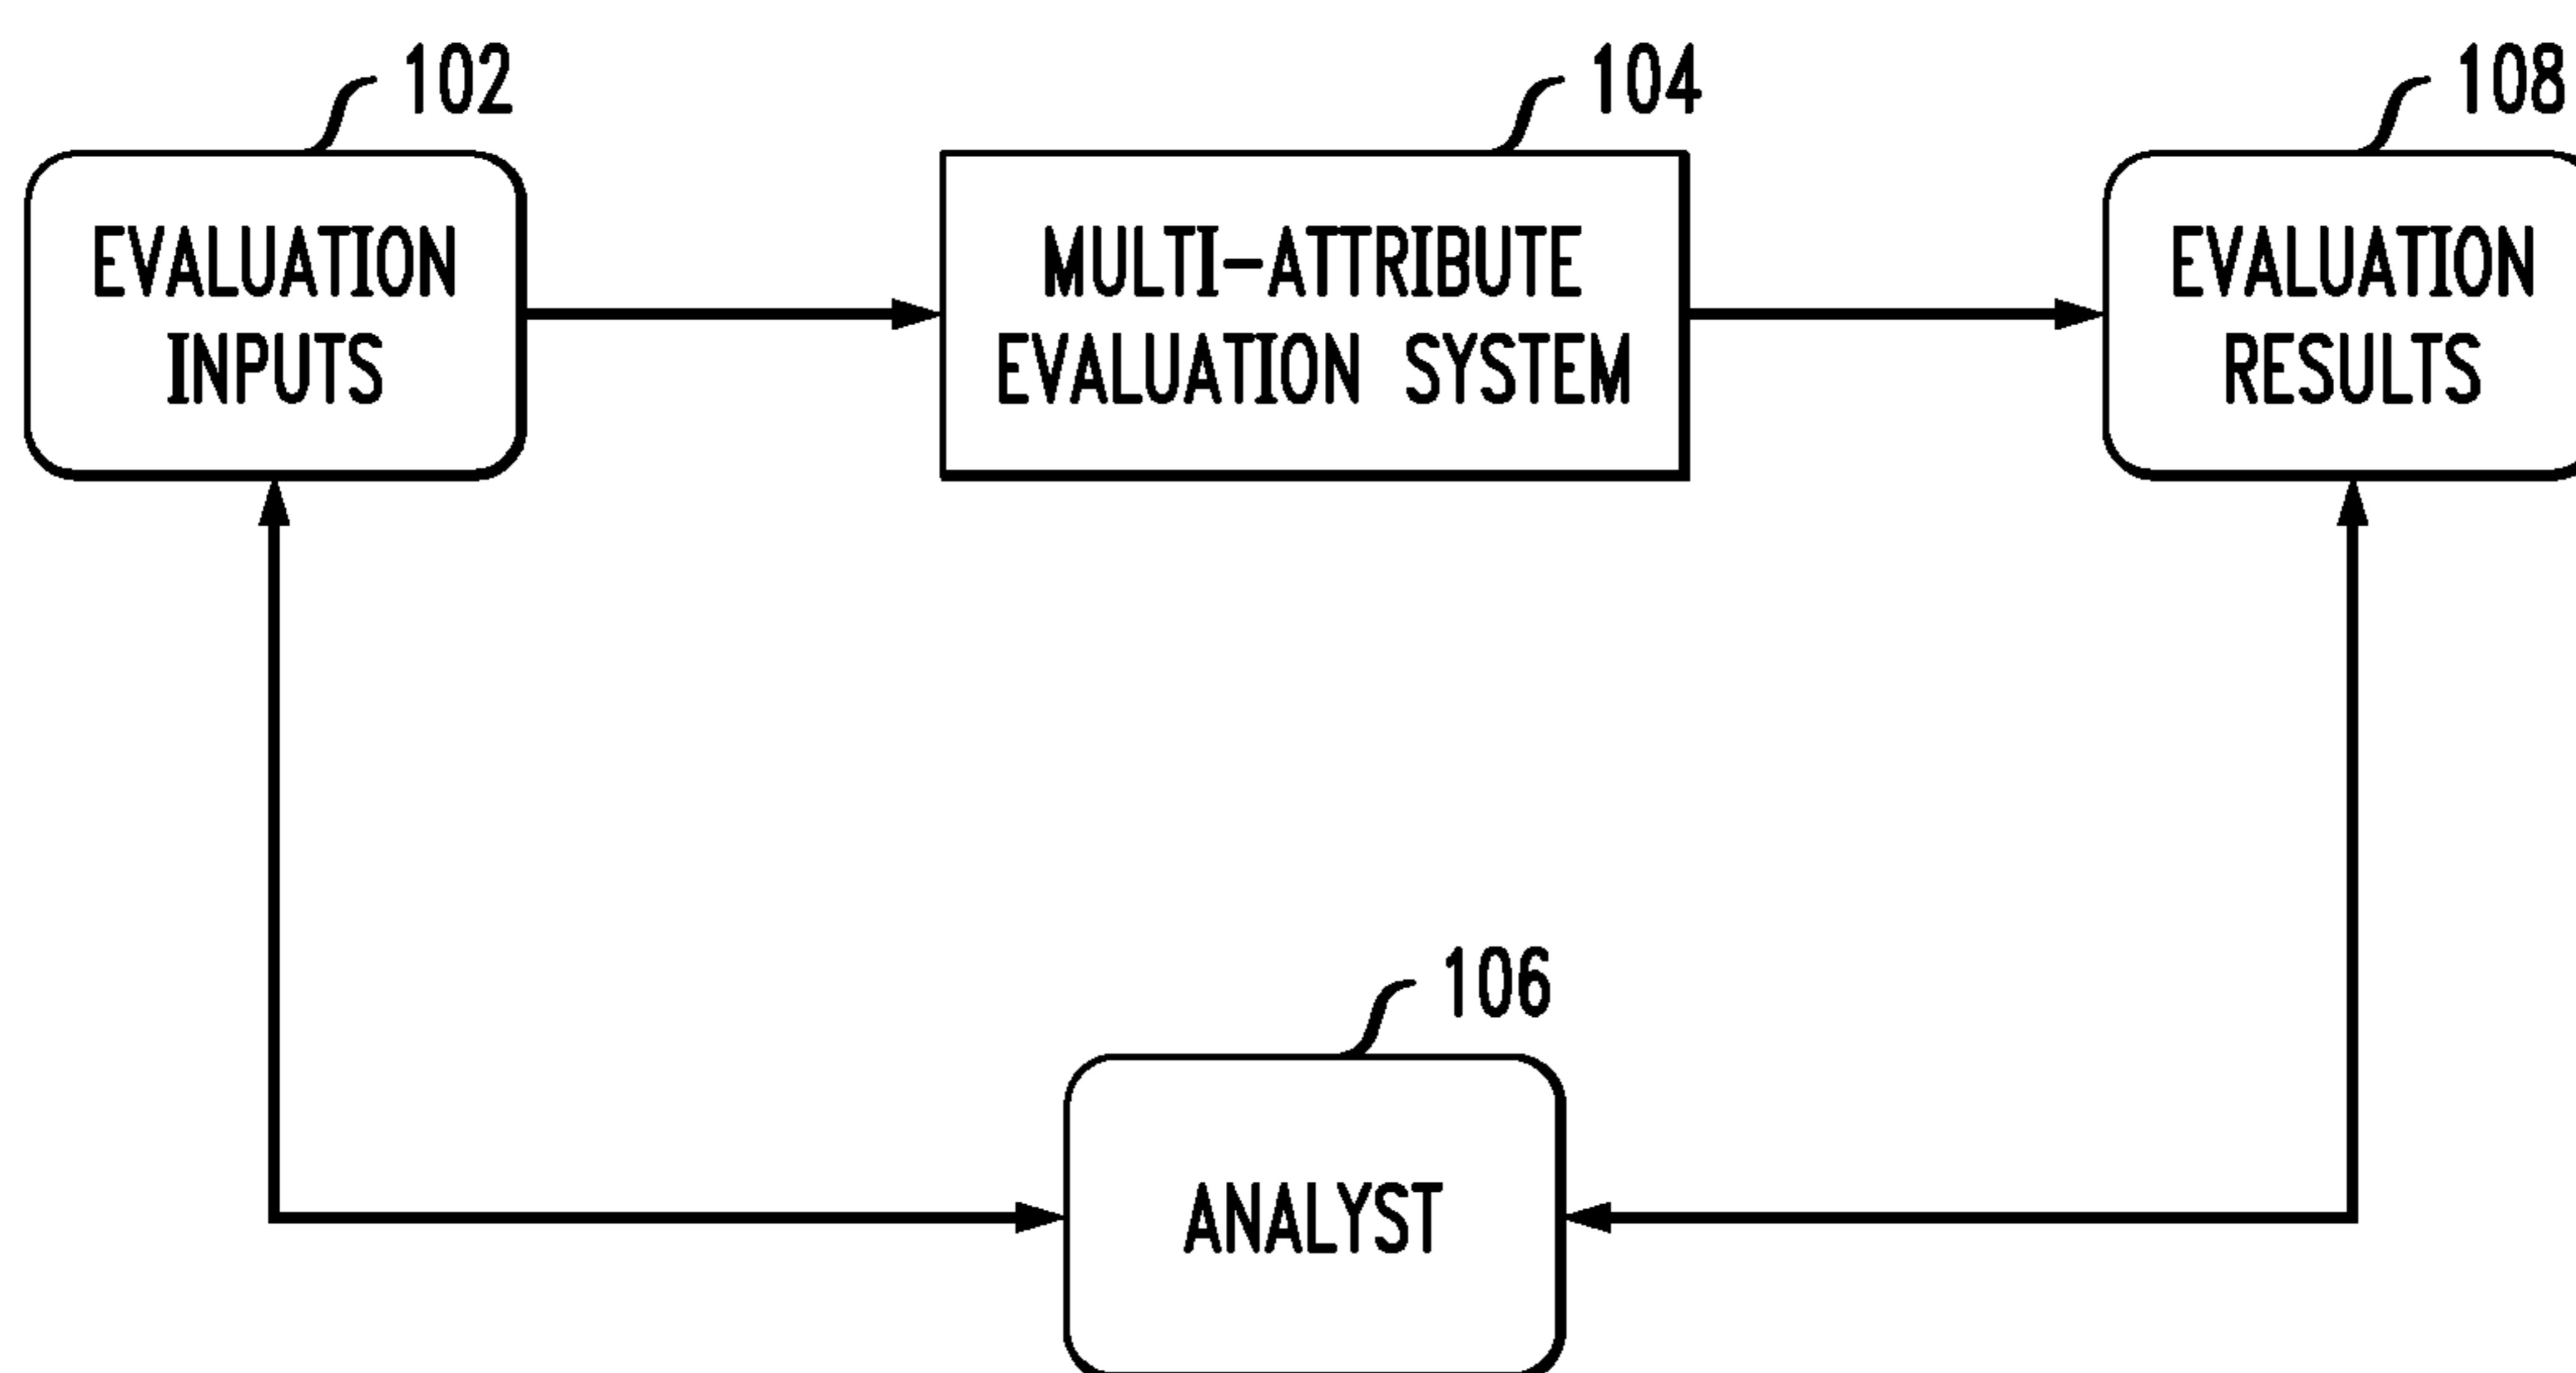 102
104
108
EVALUATION
INPUTS
MULTI-ATTRIBUTE
EVALUATION SYSTEM
EVALUATION
RESULTS
106
ANALYST